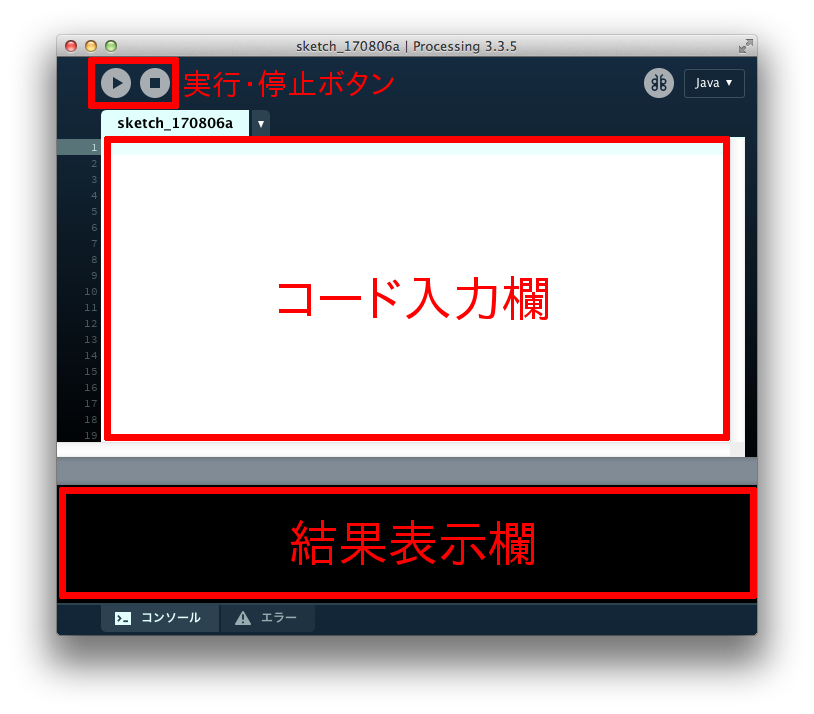 sketch_170806a | Processing 3.3.5
実行・停止ボタン
Java ▼
sketch_170806a ▼
1
2
3
4
5
6
7
8
9
10
11
12
13
14
15
16
17
18
19
コード入力欄
結果表示欄
コンソール エラー